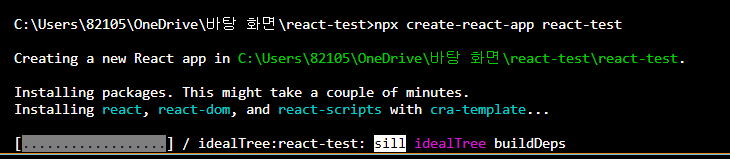 C:\Users\82105\OneDrive\바탕 화면\react-test>npx create-react-app react-test
Creating a new React app in C:\Users\82105\OneDrive\바탕 화면\react-test\react-test.
Installing packages. This might take a couple of minutes.
Installing react, react-dom, and react-scripts with cra-template...
[..................] / idealTree:react-test: sill idealTree buildDeps